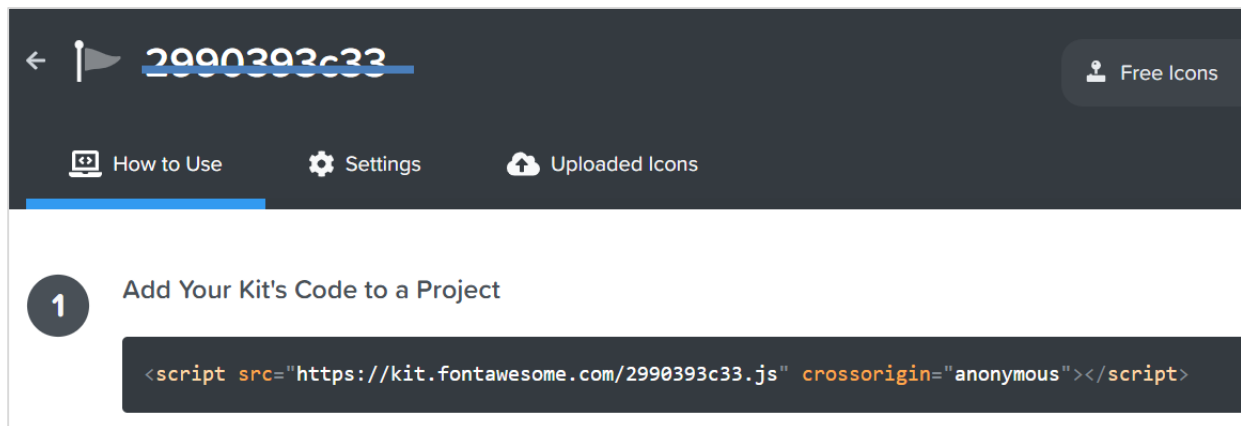 2990393c33
Free Icons
How to Use
Settings
Uploaded Icons
1
Add Your Kit's Code to a Project
<script src="https://kit.fontawesome.com/2990393c33.js" crossorigin="anonymous"></script>